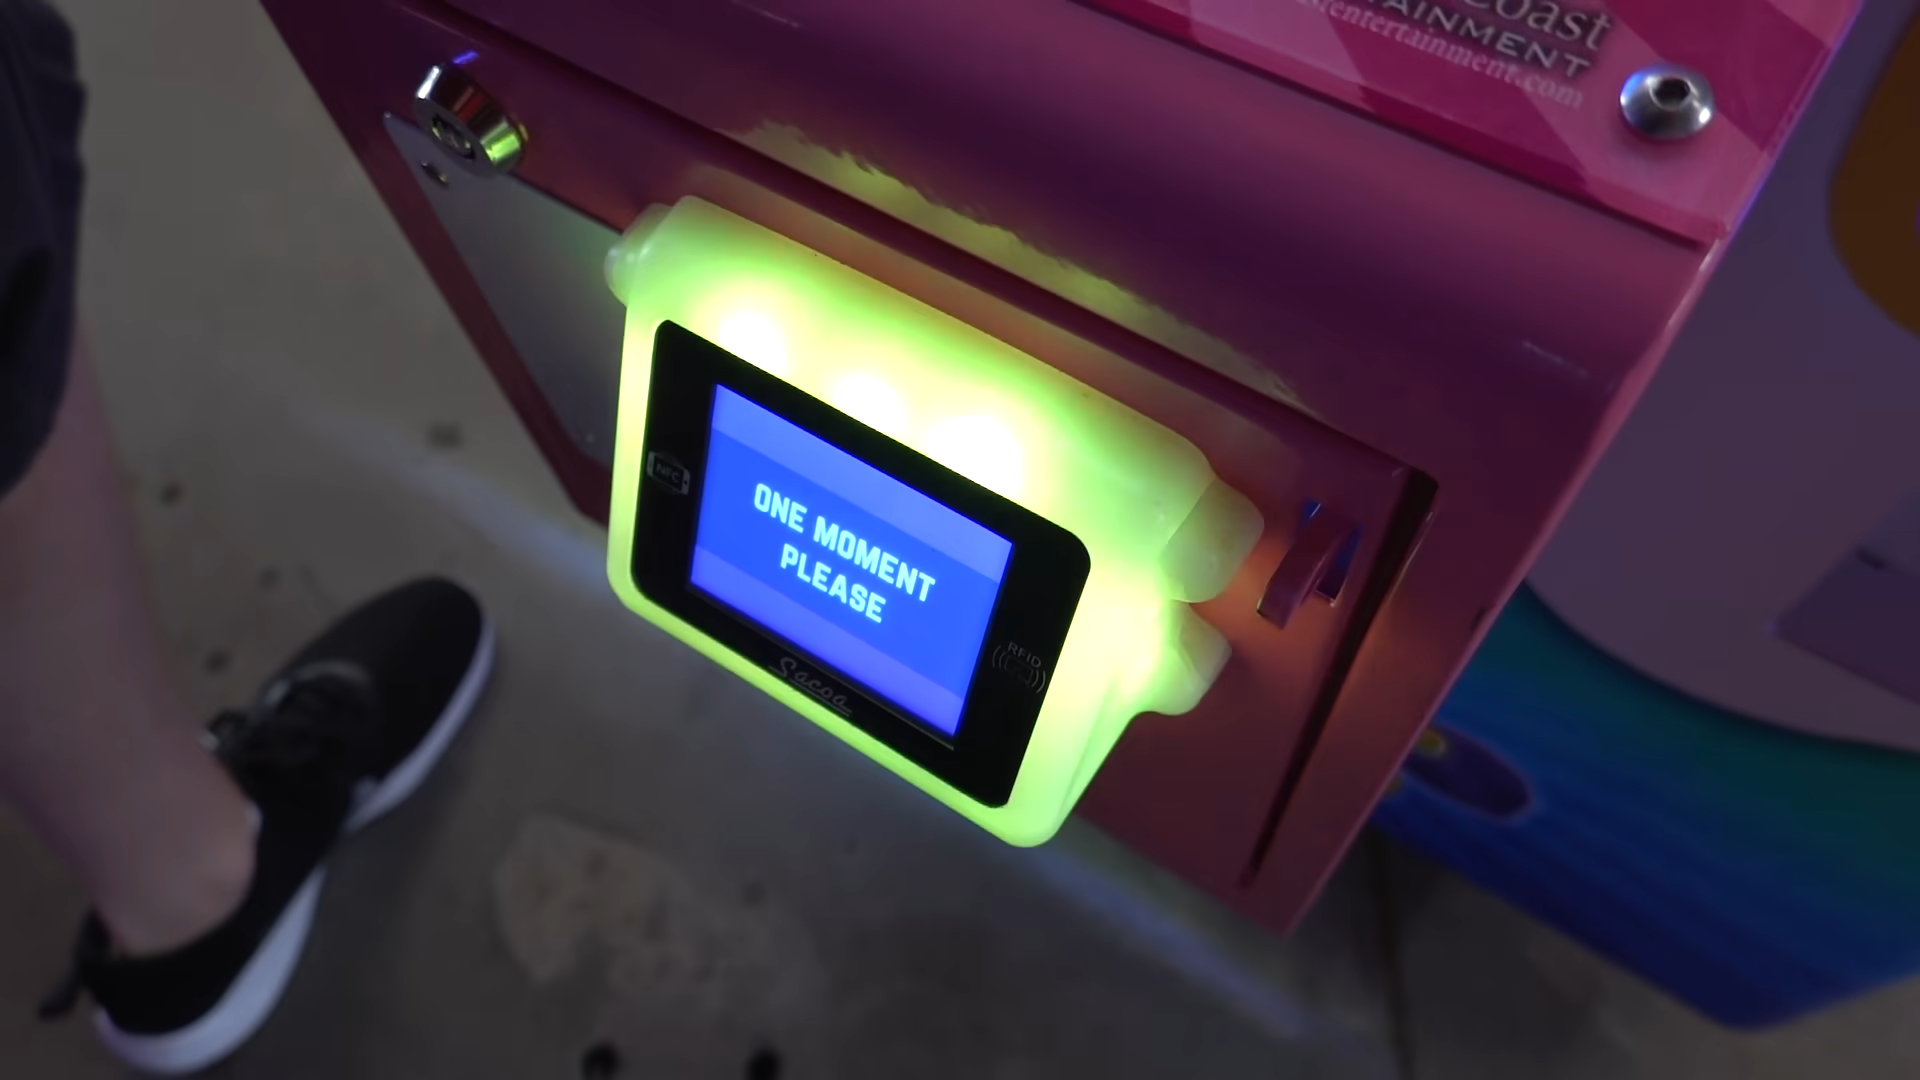 coast
TAINMENT
entertainment.com
NFC
ONE MOMENT
PLEASE
RFID
Sacoa